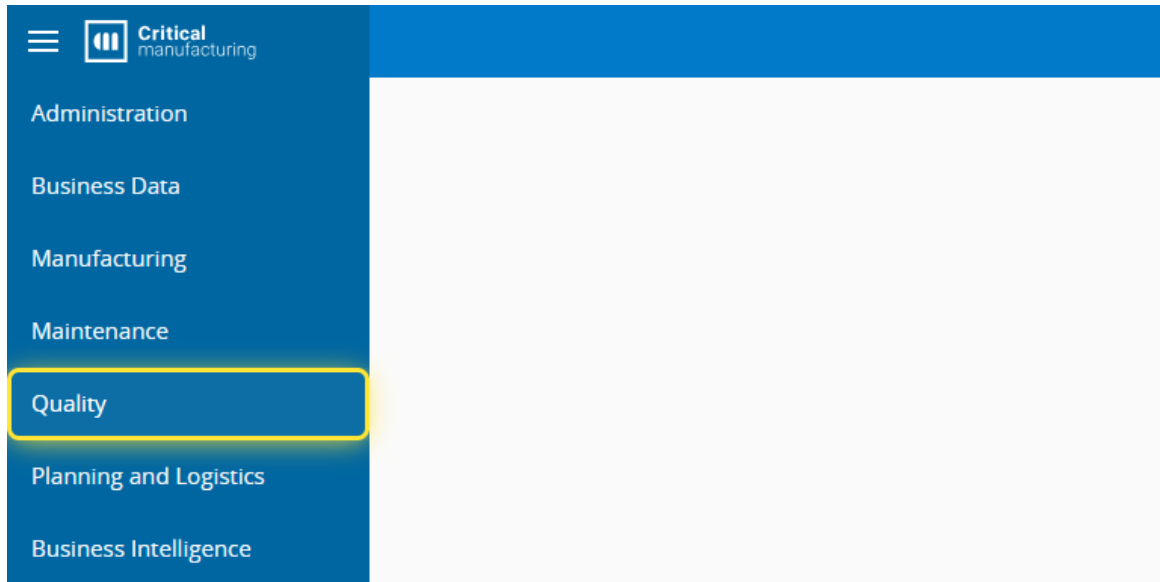 Critical
manufacturing
Administration
Business Data
Manufacturing
Maintenance
Quality
Planning and Logistics
Business Intelligence